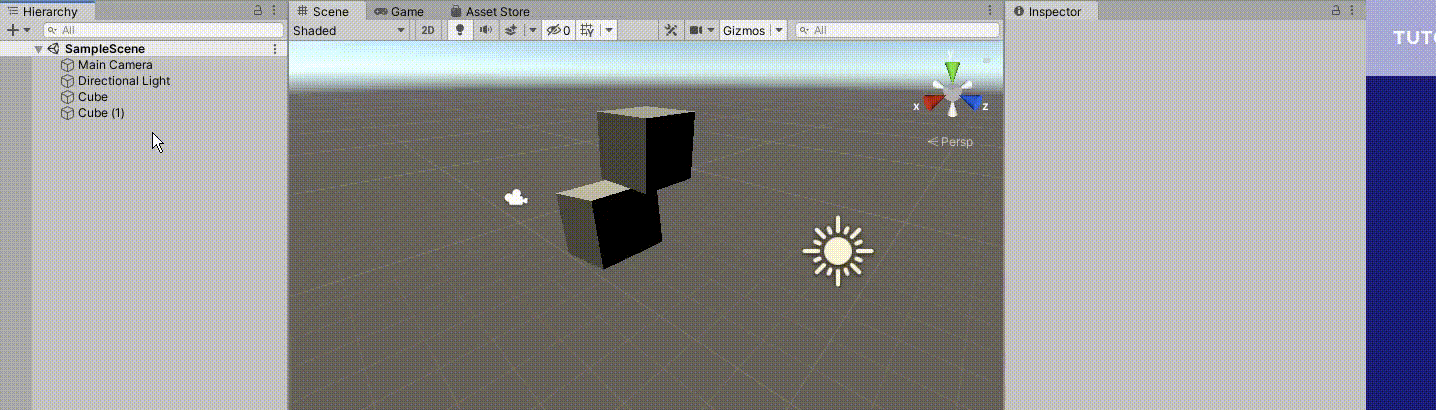 Hierarchy
Scene
Game
Asset Store
Inspector
All
Shaded
2D
0
Gizmos
All
TUTO
SampleScene
Main Camera
Directional Light
Cube
Cube (1)
y
x
z
Persp